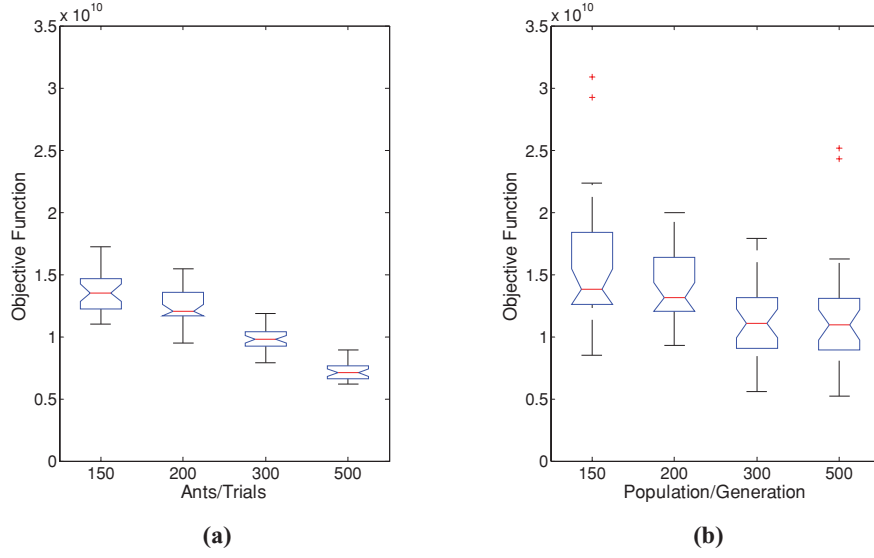 x 10^10
3.5
3
2.5
2
1.5
1
0.5
0
Objective Function
150 200 300 500
Ants/Trials
(a)
x 10^10
3.5
3
2.5
2
1.5
1
0.5
0
Objective Function
150 200 300 500
Population/Generation
(b)